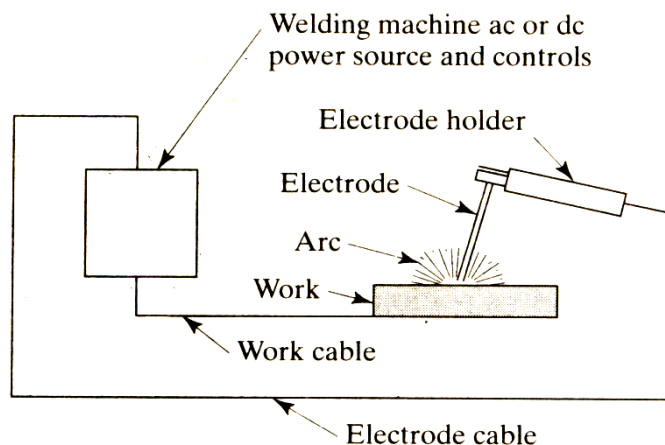 Welding machine ac or dc
power source and controls
Electrode holder
Electrode
Arc
Work
Work cable
Electrode cable